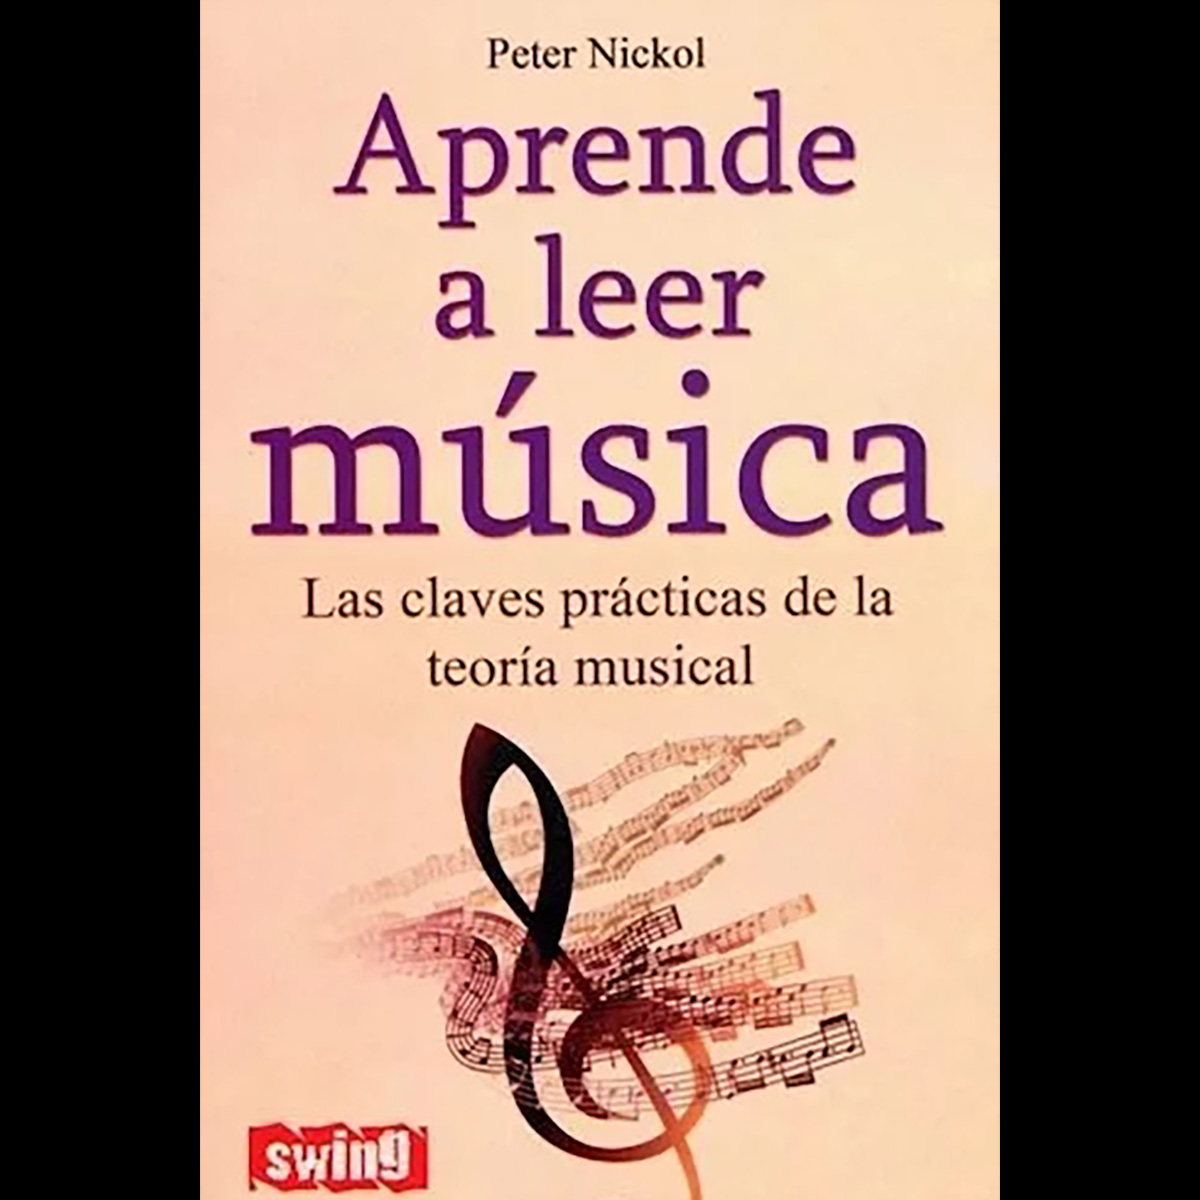 Peter Nickol
Aprende
a leer
música
Las claves prácticas de la
teoría musical
swing